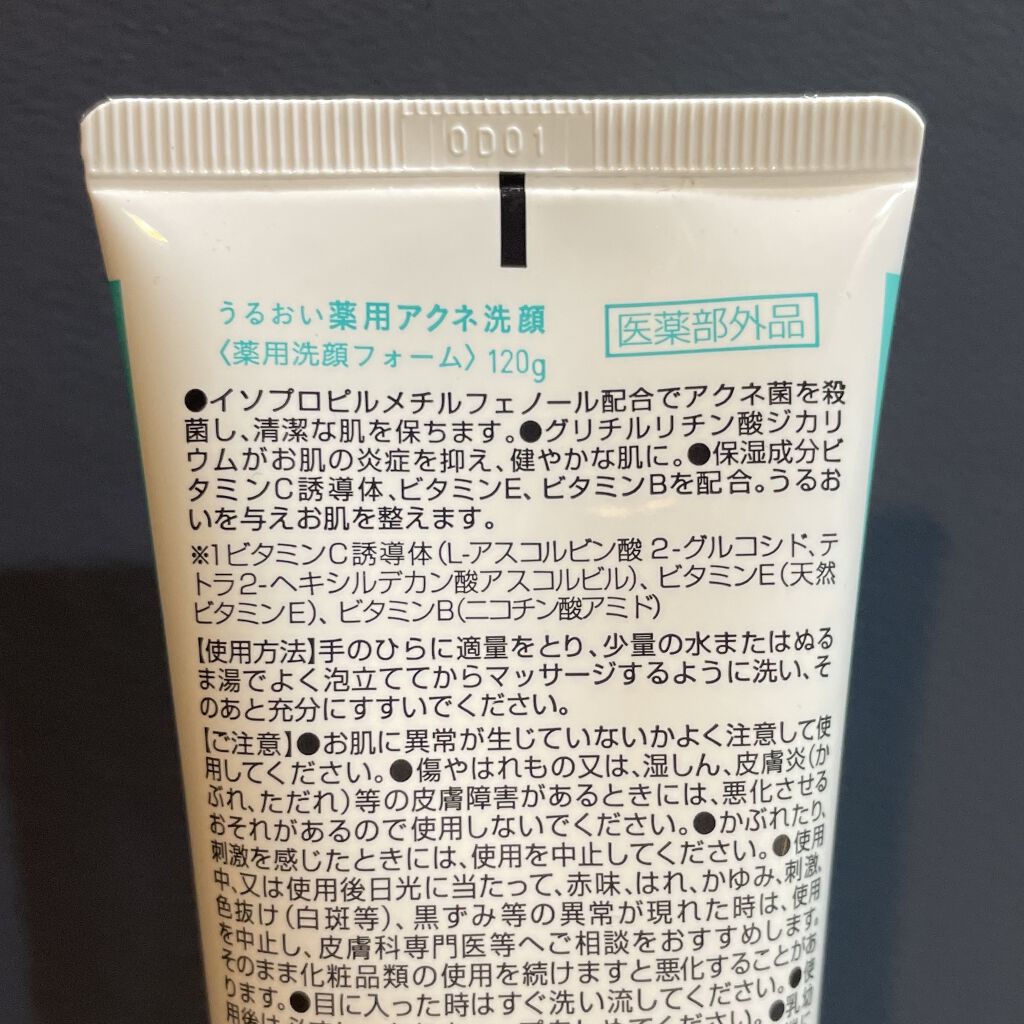 0D01
うるおい薬用アクネ洗顔
〈薬用洗顔フォーム〉120g
医薬部外品
●イソプロピルメチルフェノール配合でアクネ菌を殺
菌し、清潔な肌を保ちます。●グリチルリチン酸ジカリ
ウムがお肌の炎症を抑え、健やかな肌に。●保湿成分ビ
タミンC誘導体、ビタミンE、ビタミンBを配合。うるお
いを与えお肌を整えます。
※1ビタミンC誘導体(L-アスコルビン酸 2-グルコシド、テ
トラ2-ヘキシルデカン酸アスコルビル)、ビタミンE(天然
ビタミンE)、ビタミンB(ニコチン酸アミド)
【使用方法】手のひらに適量をとり、少量の水またはぬる
ま湯でよく泡立ててからマッサージするように洗い、そ
のあと充分にすすいでください。
【ご注意】●お肌に異常が生じていないかよく注意して使
用してください。●傷やはれもの又は、湿しん、皮膚炎(か
ぶれ、ただれ)等の皮膚障害があるときには、悪化させる
おそれがあるので使用しないでください。●かぶれたり、
刺激を感じたときには、使用を中止してください。●使用
中、又は使用後日光に当たって、赤味、はれ、かゆみ、刺激、
色抜け(白斑等)、黒ずみ等の異常が現れた時は、使用
を中止し、皮膚科専門医等へご相談をおすすめします。
そのまま化粧品類の使用を続けますと悪化することがあ
ります。●目に入った時はすぐ洗い流してください。●使
用後は
●乳幼